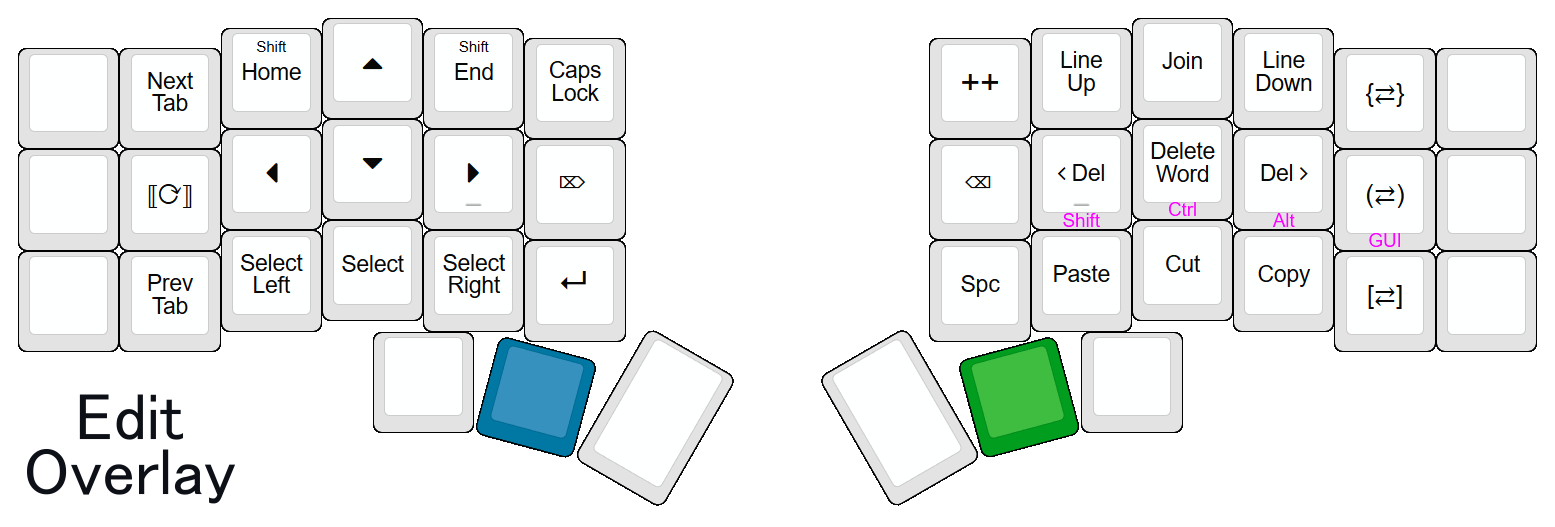 Next
Tab
Shift
Home
▲
Shift
End
Caps
Lock
++
Line
Up
Join
Line
Down
{⇄}
⟦⟳⟧
◀
▼
▶
_
⌦
⌫
< Del
_
Shift
Delete
Word
Ctrl
Del >
Alt
(⇄)
GUI
Prev
Tab
Select
Left
Select
Select
Right
↵
Spc
Paste
Cut
Copy
[⇄]
Edit
Overlay